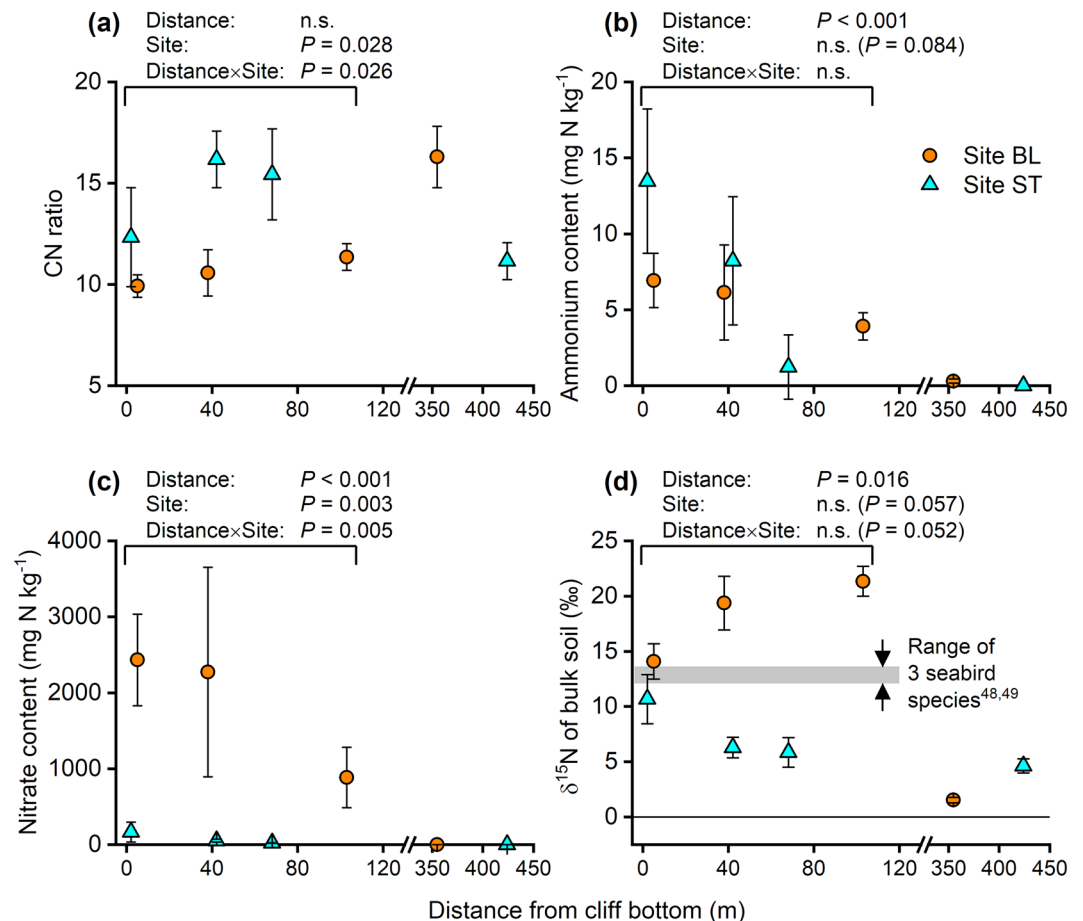 (a) Distance: n.s.
Site: P = 0.028
Distance×Site: P = 0.026
20
15
10
5
CN ratio
0 40 80 120 350 400 450
(b) Distance: P < 0.001
Site: n.s. (P = 0.084)
Distance×Site: n.s.
20
15
10
5
0
Ammonium content (mg N kg⁻¹)
Site BL
Site ST
0 40 80 120 350 400 450
(c) Distance: P < 0.001
Site: P = 0.003
Distance×Site: P = 0.005
4000
3000
2000
1000
0
Nitrate content (mg N kg⁻¹)
0 40 80 120 350 400 450
(d) Distance: P = 0.016
Site: n.s. (P = 0.057)
Distance×Site: n.s. (P = 0.052)
25
20
15
10
5
0
δ¹⁵N of bulk soil (‰)
Range of
3 seabird
species⁴⁸,⁴⁹
0 40 80 120 350 400 450
Distance from cliff bottom (m)